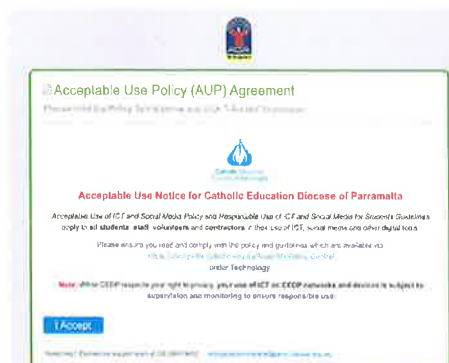 Acceptable Use Policy (AUP) Agreement
Catholic Education
Acceptable Use Notice for Catholic Education Diocese of Parramatta
Acceptable Use of ICT and Social Media Policy and Responsible Use of ICT and Social Media for Students Guidelines
apply to all students, staff, volunteers and contractors in their use of ICT, social media and other digital tools
Please ensure you read and comply with the policy and guidelines which are available via
under Technology
Note: While CEDP respects your right to privacy, your use of ICT on CEDP networks and devices is subject to
supervision and monitoring to ensure responsible use.
I Accept